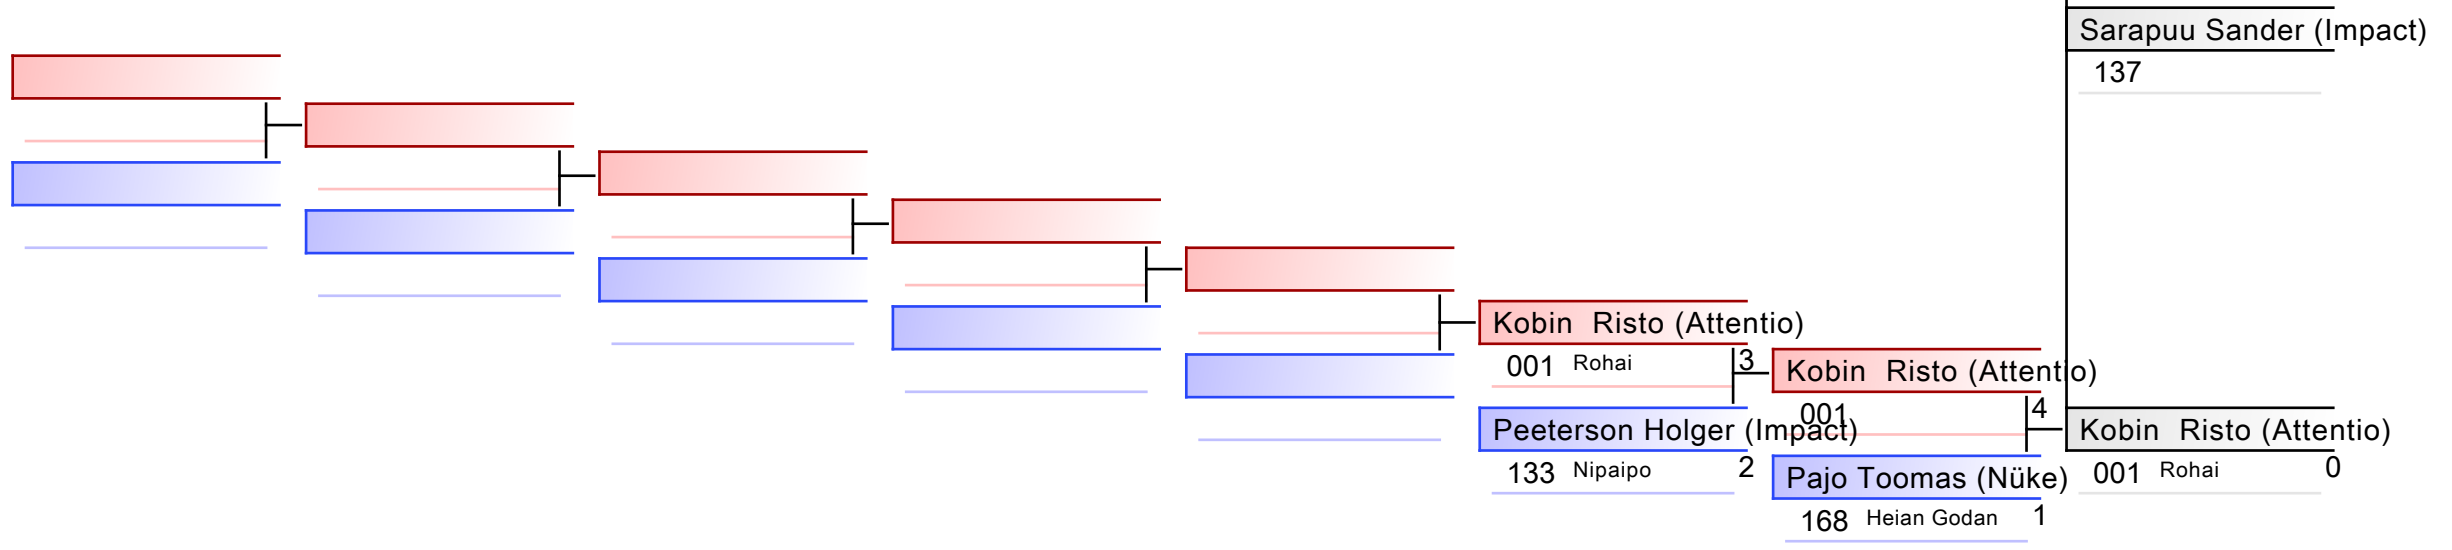 Sarapuu Sander (Impact)
137
Kobin  Risto (Attentio)
001 Rohai 3
Peeterson Holger (Impact)
133 Nipaipo 2
Kobin  Risto (Attentio)
001 4
Pajo Toomas (Nüke)
168 Heian Godan 1
Kobin  Risto (Attentio)
001 Rohai 0